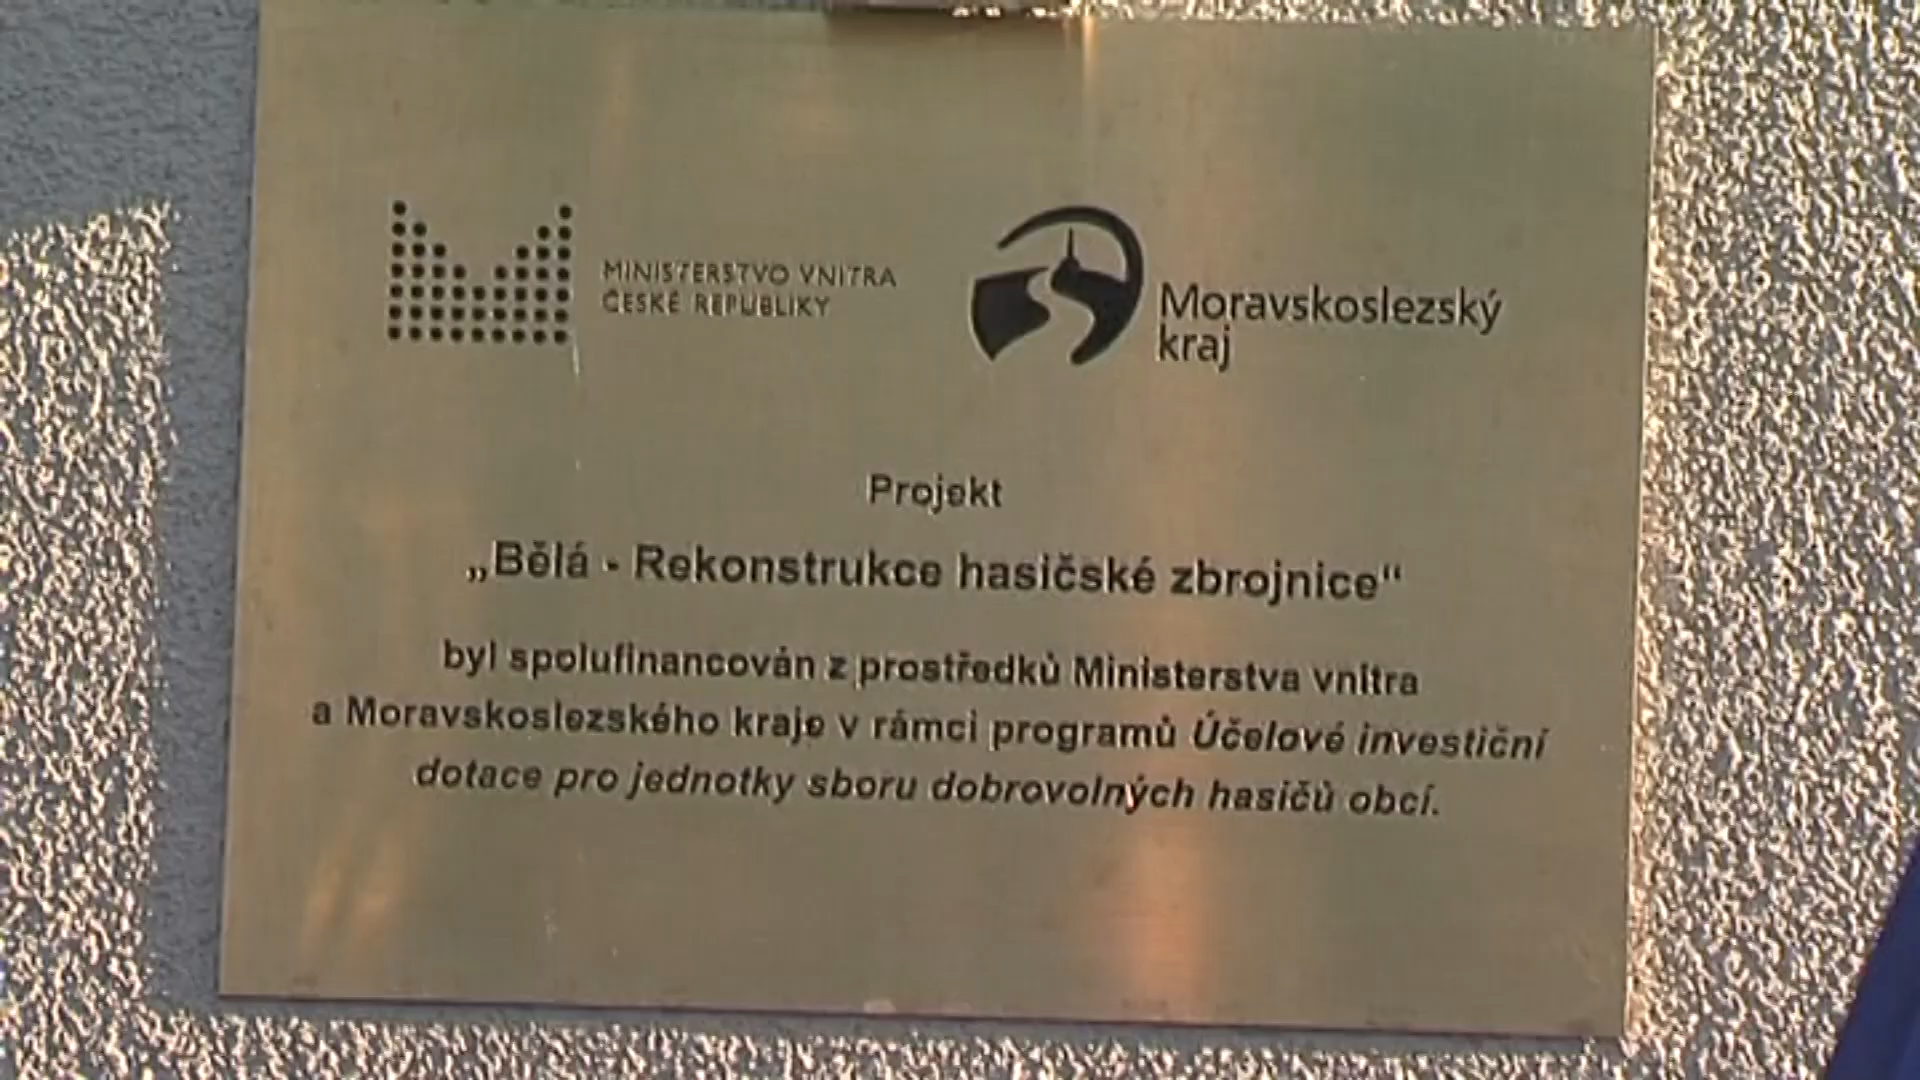 MINISTERSTVO VNITRA
ČESKÉ REPUBLIKY
Moravskoslezský
kraj
Projekt
„Bělá - Rekonstrukce hasičské zbrojnice“
byl spolufinancován z prostředků Ministerstva vnitra
a Moravskoslezského kraje v rámci programů Účelové investiční
dotace pro jednotky sboru dobrovolných hasičů obcí.